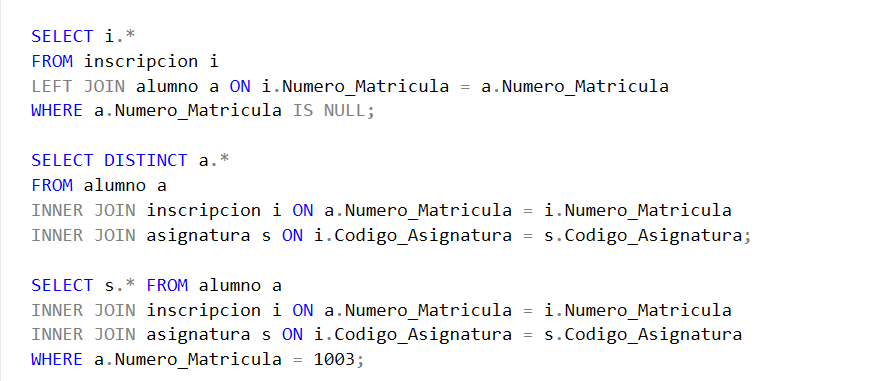 SELECT i.*
FROM inscripcion i
LEFT JOIN alumno a ON i.Numero_Matricula = a.Numero_Matricula
WHERE a.Numero_Matricula IS NULL;
SELECT DISTINCT a.*
FROM alumno a
INNER JOIN inscripcion i ON a.Numero_Matricula = i.Numero_Matricula
INNER JOIN asignatura s ON i.Codigo_Asignatura = s.Codigo_Asignatura;
SELECT s.* FROM alumno a
INNER JOIN inscripcion i ON a.Numero_Matricula = i.Numero_Matricula
INNER JOIN asignatura s ON i.Codigo_Asignatura = s.Codigo_Asignatura
WHERE a.Numero_Matricula = 1003;